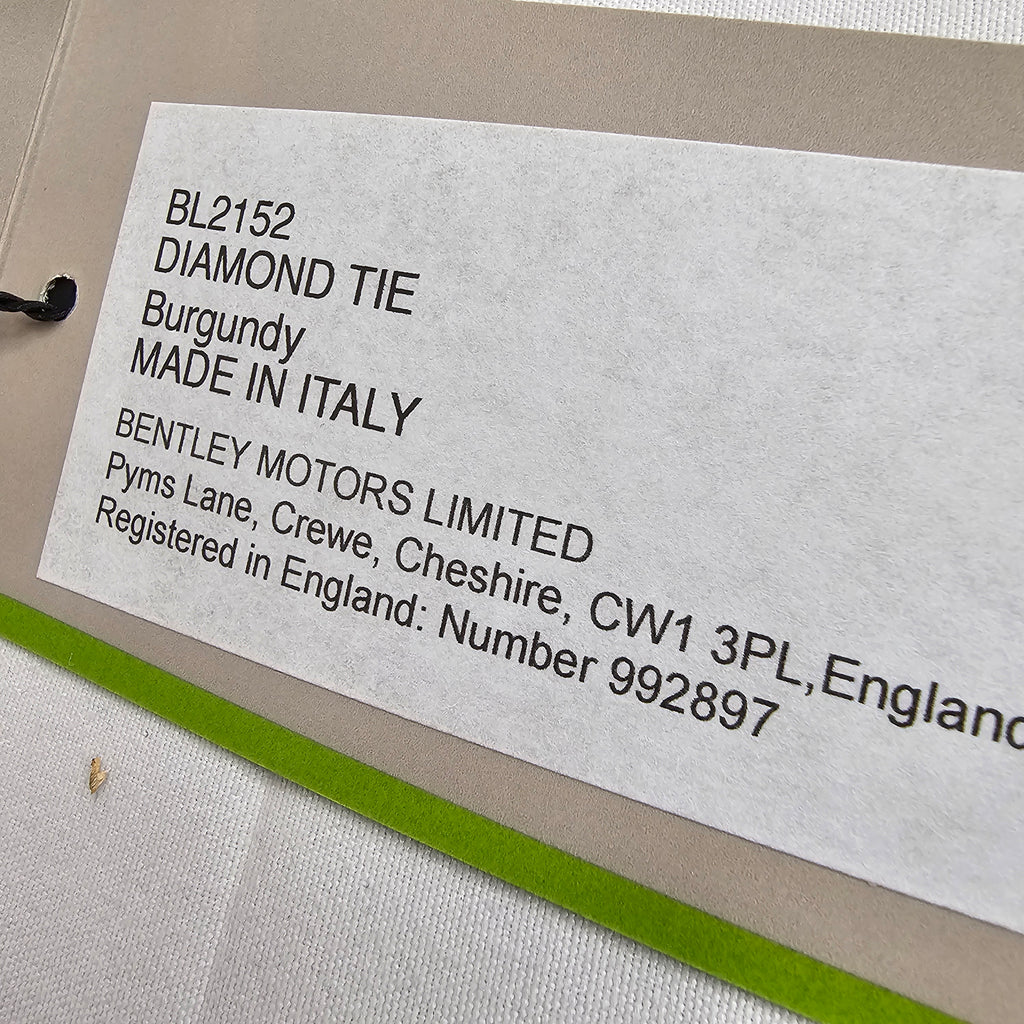 BL2152
DIAMOND TIE
Burgundy
MADE IN ITALY
BENTLEY MOTORS LIMITED
Pyms Lane, Crewe, Cheshire, CW1 3PL,England
Registered in England: Number 992897